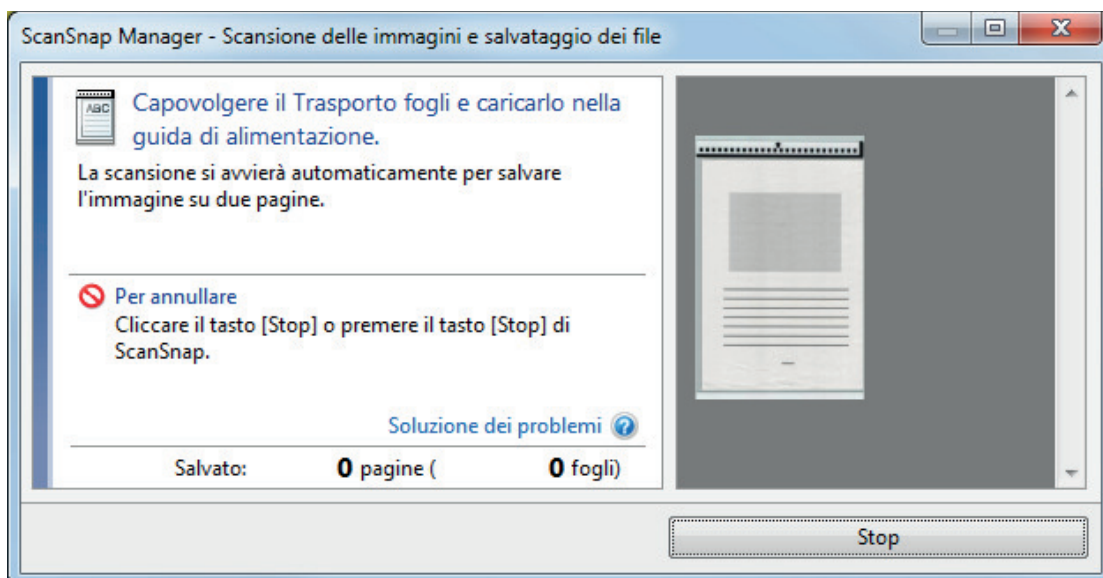 ScanSnap Manager - Scansione delle immagini e salvataggio dei file
ABC
Capovolgere il Trasporto fogli e caricarlo nella
guida di alimentazione.
La scansione si avvierà automaticamente per salvare
l'immagine su due pagine.
Per annullare
Cliccare il tasto [Stop] o premere il tasto [Stop] di
ScanSnap.
Soluzione dei problemi ?
Salvato: 0 pagine ( 0 fogli)
Stop